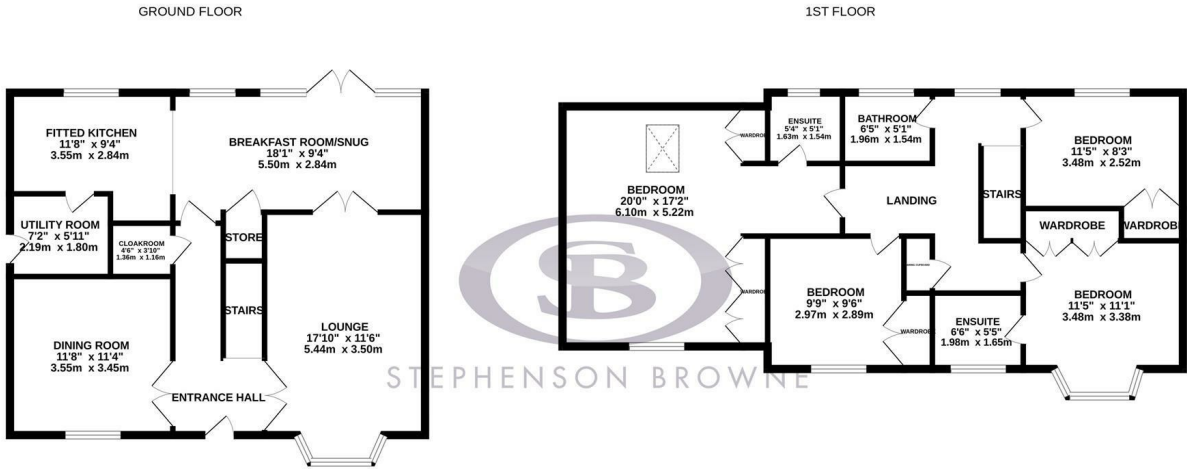 GROUND FLOOR
1ST FLOOR
FITTED KITCHEN
11'8" x 9'4"
3.55m x 2.84m
BREAKFAST ROOM/SNUG
18'1" x 9'4"
5.50m x 2.84m
UTILITY ROOM
7'2" x 5'11"
2.19m x 1.80m
CLOAKROOM
4'6" x 3'10"
1.36m x 1.16m
STORE
STAIRS
LOUNGE
17'10" x 11'6"
5.44m x 3.50m
DINING ROOM
11'8" x 11'4"
3.55m x 3.45m
ENTRANCE HALL
WARDROBE
ENSUITE
5'4" x 5'1"
1.63m x 1.54m
BATHROOM
6'5" x 5'1"
1.96m x 1.54m
BEDROOM
11'5" x 8'3"
3.48m x 2.52m
BEDROOM
20'0" x 17'2"
6.10m x 5.22m
LANDING
STAIRS
WARDROBE
WARDROBE
WARDROBE
BEDROOM
9'9" x 9'6"
2.97m x 2.89m
WARDROBE
ENSUITE
6'6" x 5'5"
1.98m x 1.65m
BEDROOM
11'5" x 11'1"
3.48m x 3.38m
SB
STEPHENSON BROWNE